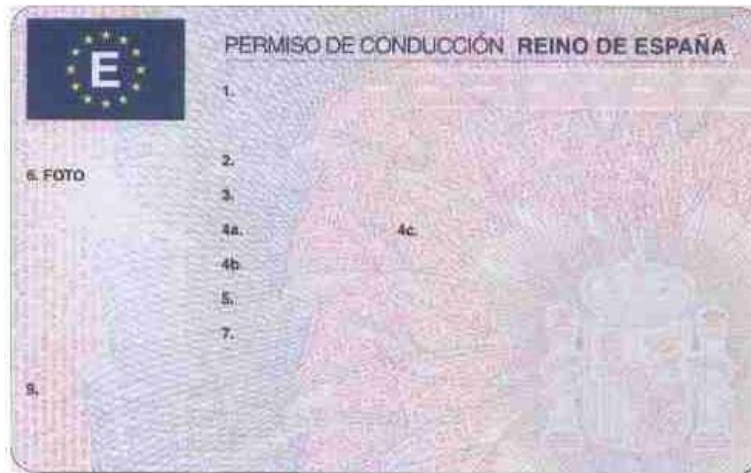 E
PERMISO DE CONDUCCIÓN REINO DE ESPAÑA
1.
2.
6. FOTO
3.
4a. 4c.
4b.
5.
7.
9.